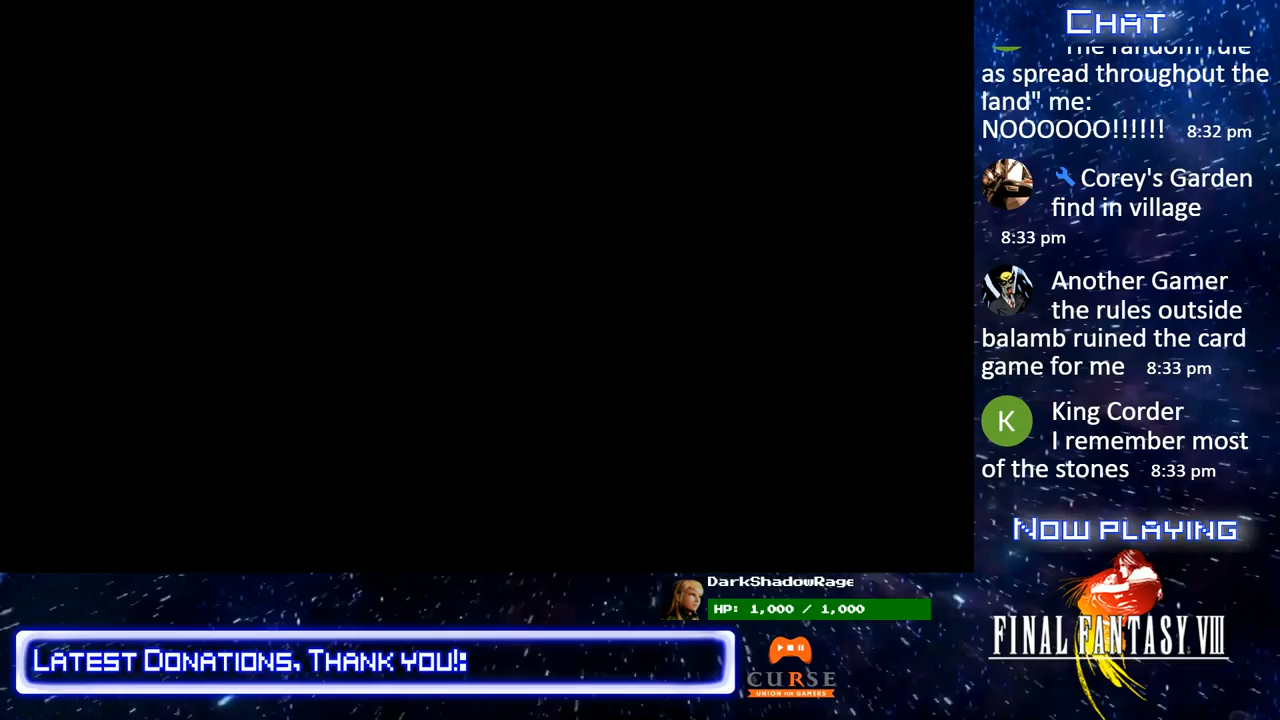 CHAT
The random rule
as spread throughout the
land" me:
NOOOOOO!!!!!! 8:32 pm
Corey's Garden
find in village
8:33 pm
Another Gamer
the rules outside
balamb ruined the card
game for me 8:33 pm
K King Corder
I remember most
of the stones 8:33 pm
NOW PLAYING
FINAL FANTASY VIII
DarkShadowRage
HP: 1,000 / 1,000
LATEST DONATIONS, THANK YOU!:
CURSE
UNION FOR GAMERS